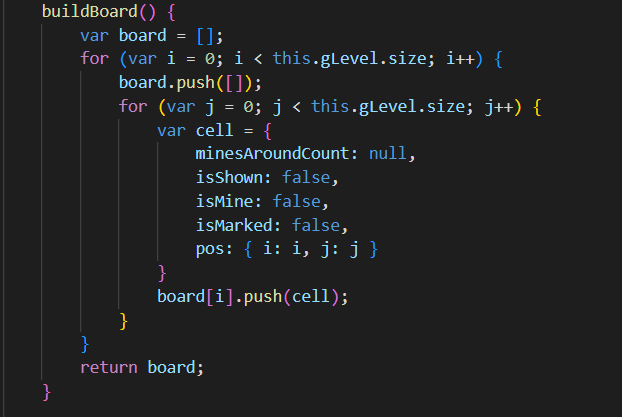 buildBoard() {
    var board = [];
    for (var i = 0; i < this.gLevel.size; i++) {
        board.push([]);
        for (var j = 0; j < this.gLevel.size; j++) {
            var cell = {
                minesAroundCount: null,
                isShown: false,
                isMine: false,
                isMarked: false,
                pos: { i: i, j: j }
            }
            board[i].push(cell);
        }
    }
    return board;
}